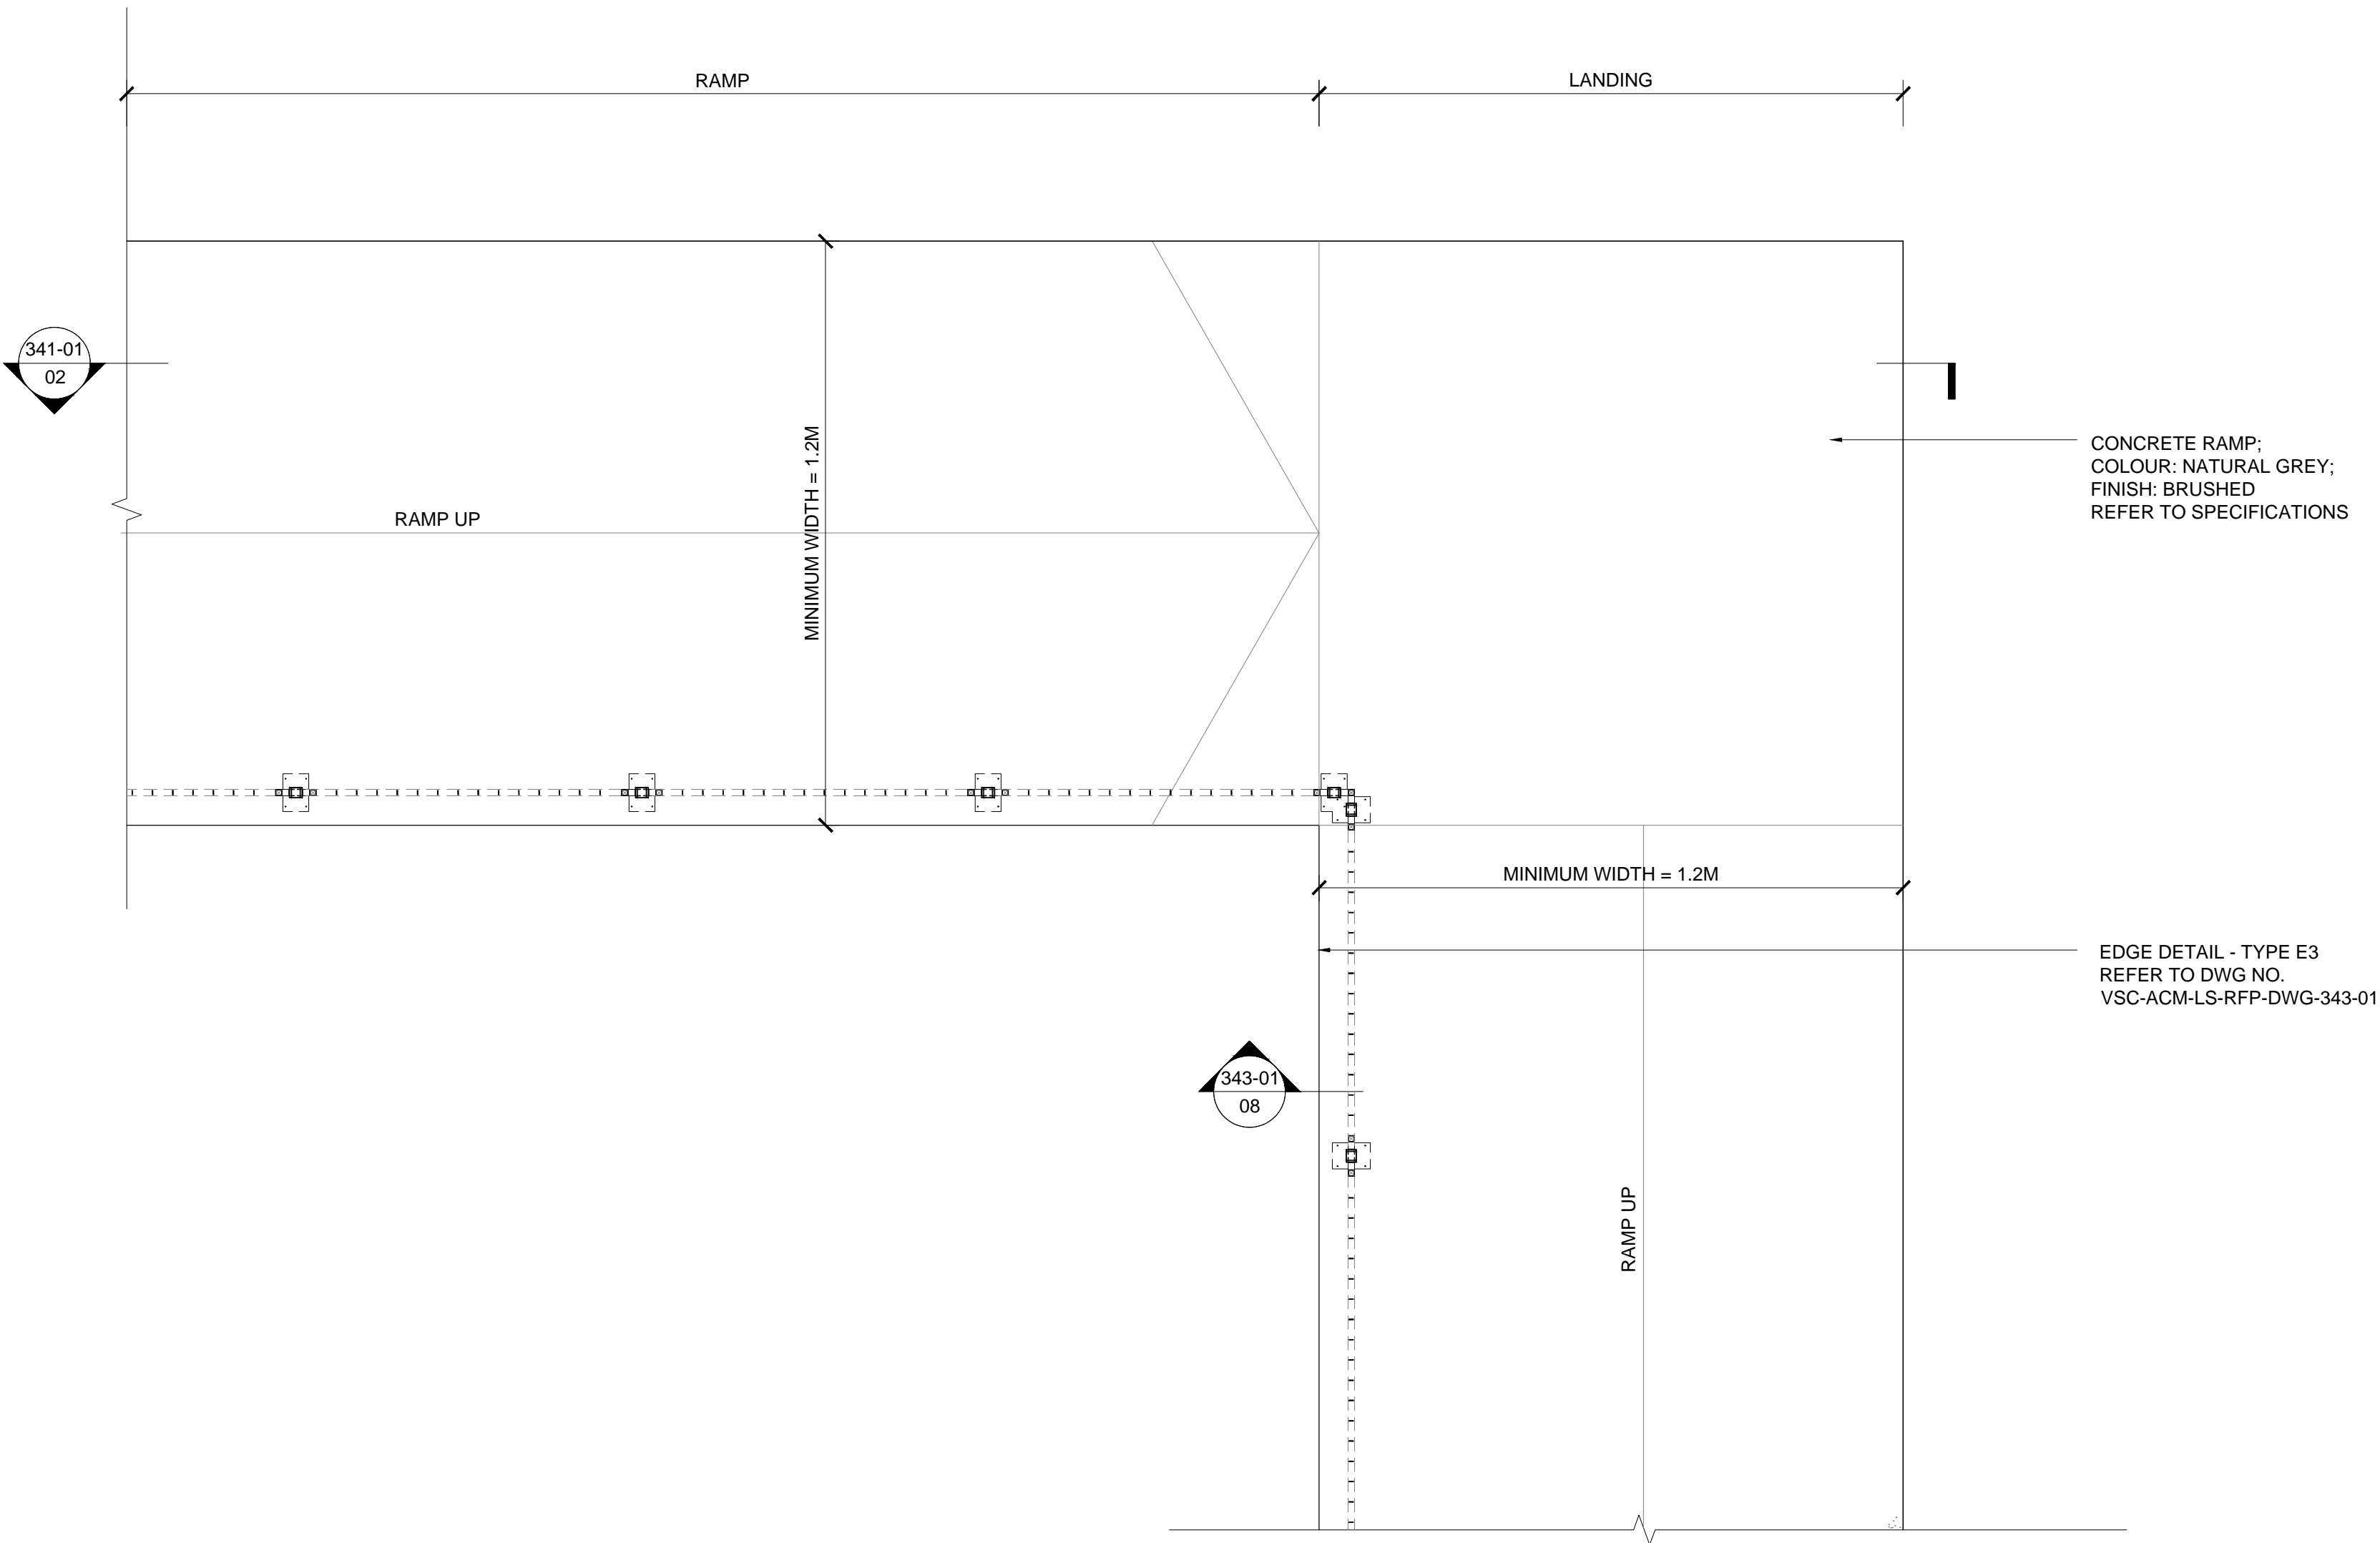 RAMP
LANDING
341-01
02
MINIMUM WIDTH = 1.2M
RAMP UP
CONCRETE RAMP;
COLOUR: NATURAL GREY;
FINISH: BRUSHED
REFER TO SPECIFICATIONS
MINIMUM WIDTH = 1.2M
EDGE DETAIL - TYPE E3
REFER TO DWG NO.
VSC-ACM-LS-RFP-DWG-343-01
343-01
08
RAMP UP